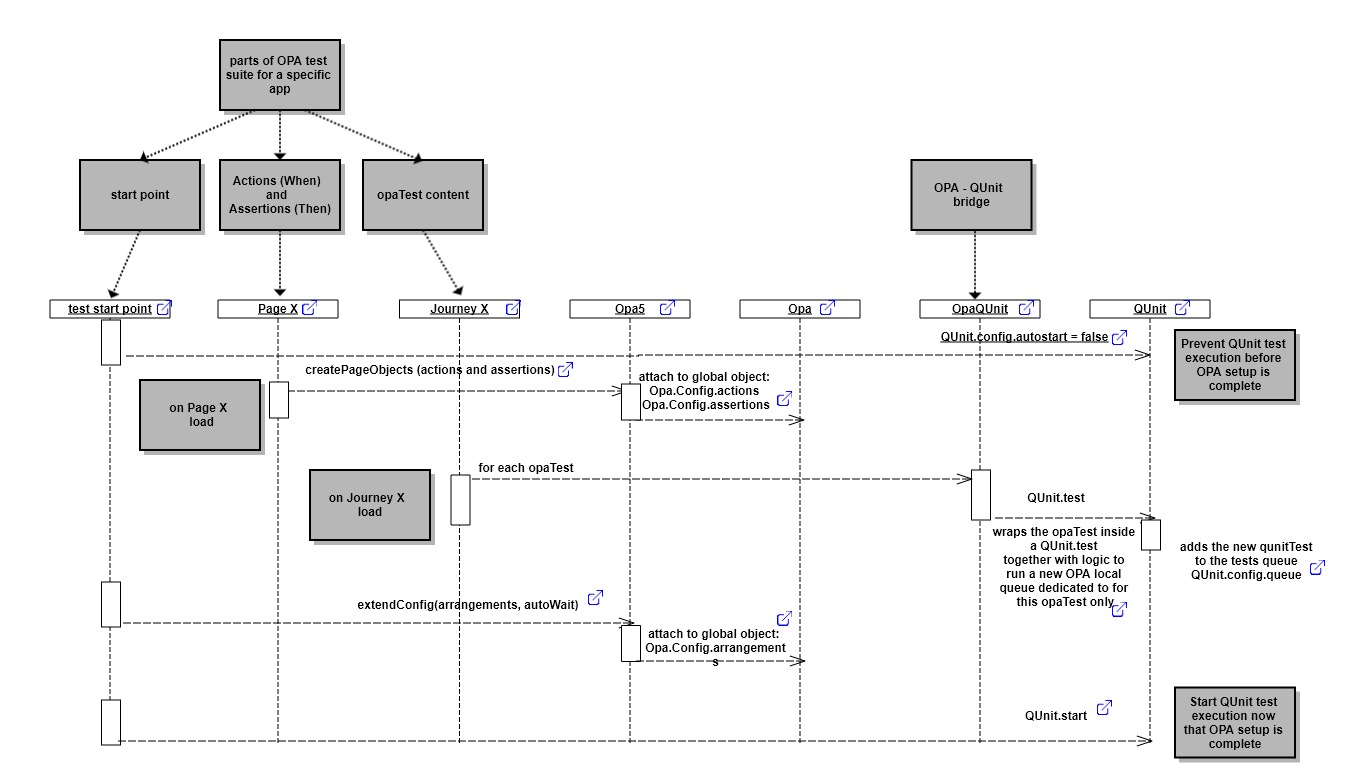 parts of OPA test
suite for a specific
app
start point
Actions (When)
and
Assertions (Then)
opaTest content
OPA - QUnit
bridge
test start point
Page X
Journey X
Opa5
Opa
OpaQUnit
QUnit
QUnit.config.autostart = false
Prevent QUnit test
execution before
OPA setup is
complete
createPageObjects (actions and assertions)
attach to global object:
Opa.Config.actions
Opa.Config.assertions
on Page X
load
for each opaTest
on Journey X
load
QUnit.test
wraps the opaTest inside
a QUnit.test
together with logic to
run a new OPA local
queue dedicated to for
this opaTest only
adds the new qunitTest
to the tests queue
QUnit.config.queue
extendConfig(arrangements, autoWait)
attach to global object:
Opa.Config.arrangement
s
QUnit.start
Start QUnit test
execution now
that OPA setup is
complete